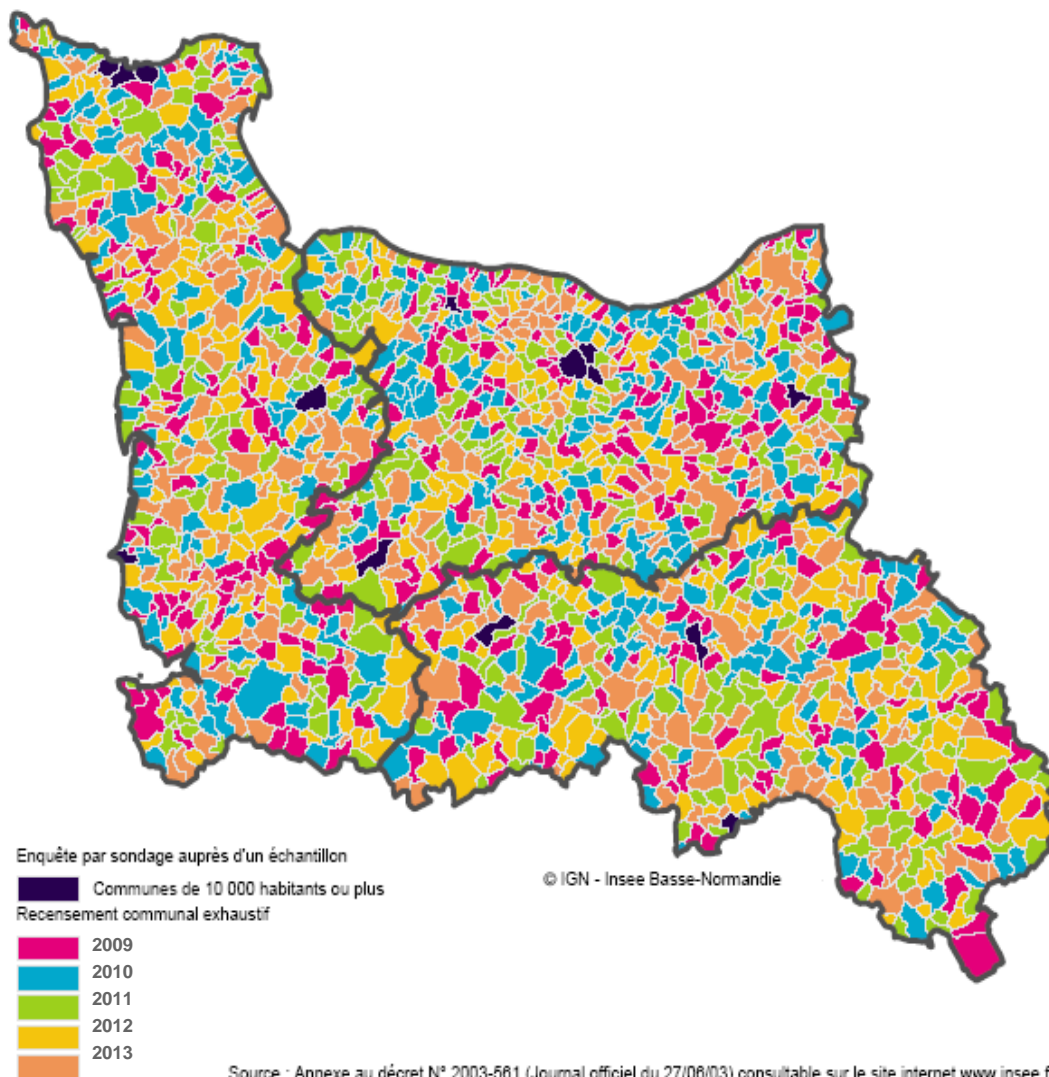 Enquête par sondage auprès d'un échantillon
Communes de 10 000 habitants ou plus
© IGN - Insee Basse-Normandie
Recensement communal exhaustif
2009
2010
2011
2012
2013
Source : Annexe au décret N° 2003-561 (Journal officiel du 27/06/03) consultable sur le site internet www.insee.f